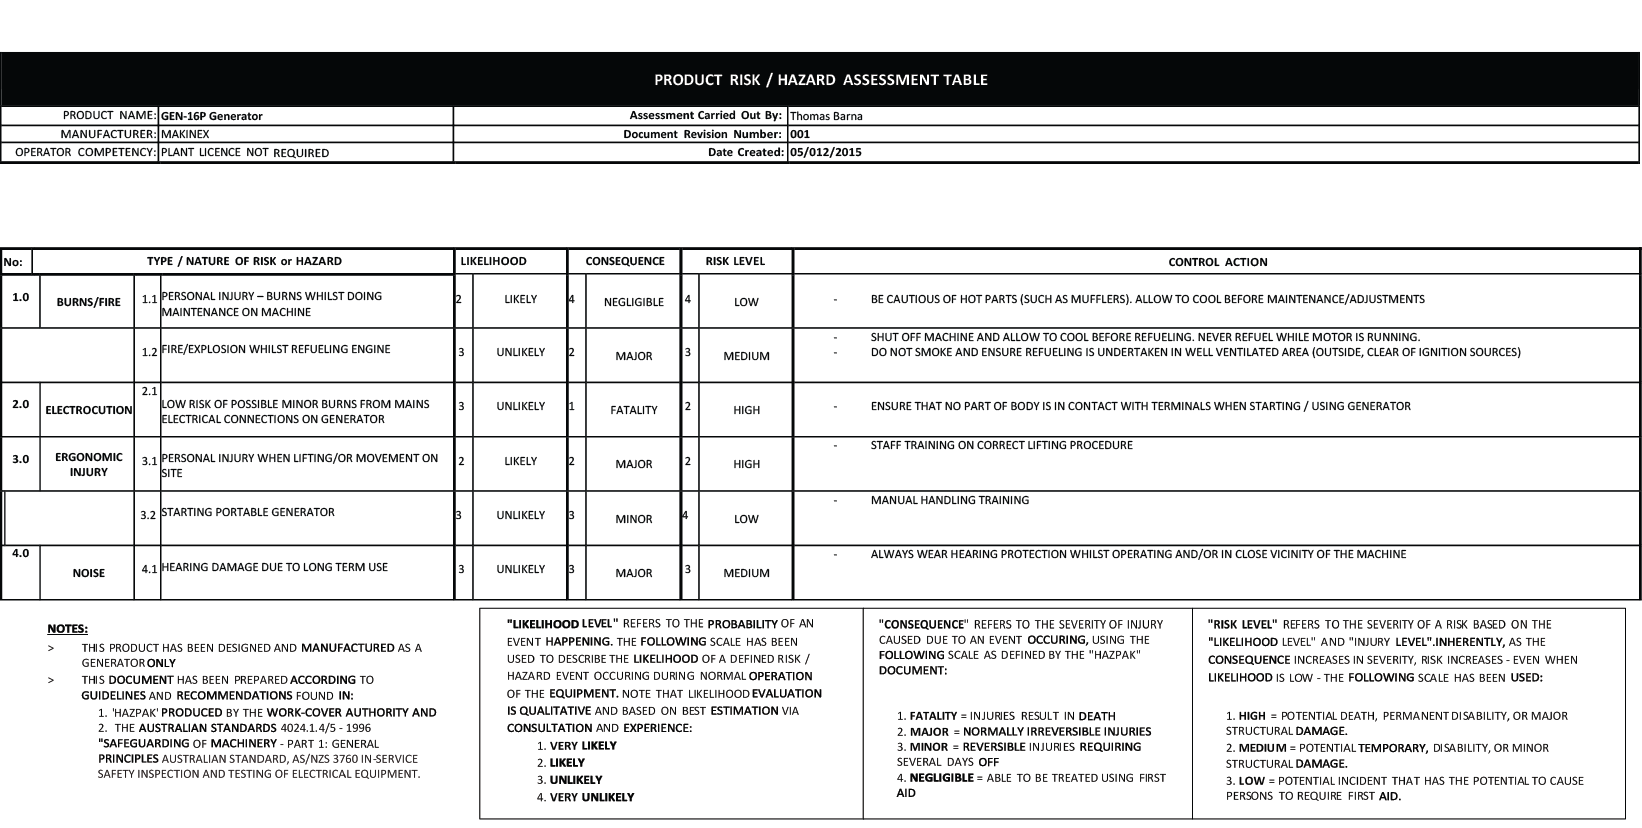 PRODUCT RISK / HAZARD ASSESSMENT TABLE
PRODUCT NAME: GEN-16P Generator Assessment Carried Out By: Thomas Barna
MANUFACTURER: MAKINEX Document Revision Number: 001
OPERATOR COMPETENCY: PLANT LICENCE NOT REQUIRED Date Created: 05/012/2015
No: TYPE / NATURE OF RISK or HAZARD LIKELIHOOD CONSEQUENCE RISK LEVEL CONTROL ACTION
1.0 BURNS/FIRE 1.1 PERSONAL INJURY – BURNS WHILST DOING
MAINTENANCE ON MACHINE
2 LIKELY 4 NEGLIGIBLE 4 LOW
- BE CAUTIOUS OF HOT PARTS (SUCH AS MUFFLERS). ALLOW TO COOL BEFORE MAINTENANCE/ADJUSTMENTS
1.2 FIRE/EXPLOSION WHILST REFUELING ENGINE 3 UNLIKELY 2 MAJOR 3 MEDIUM
- SHUT OFF MACHINE AND ALLOW TO COOL BEFORE REFUELING. NEVER REFUEL WHILE MOTOR IS RUNNING.
- DO NOT SMOKE AND ENSURE REFUELING IS UNDERTAKEN IN WELL VENTILATED AREA (OUTSIDE, CLEAR OF IGNITION SOURCES)
2.0 ELECTROCUTION 2.1 LOW RISK OF POSSIBLE MINOR BURNS FROM MAINS
ELECTRICAL CONNECTIONS ON GENERATOR
3 UNLIKELY 1 FATALITY 2 HIGH
- ENSURE THAT NO PART OF BODY IS IN CONTACT WITH TERMINALS WHEN STARTING / USING GENERATOR
3.0 ERGONOMIC
INJURY
3.1 PERSONAL INJURY WHEN LIFTING/OR MOVEMENT ON
SITE
2 LIKELY 2 MAJOR 2 HIGH
- STAFF TRAINING ON CORRECT LIFTING PROCEDURE
3.2 STARTING PORTABLE GENERATOR 3 UNLIKELY 3 MINOR 4 LOW
- MANUAL HANDLING TRAINING
4.0 NOISE 4.1 HEARING DAMAGE DUE TO LONG TERM USE 3 UNLIKELY 3 MAJOR 3 MEDIUM
- ALWAYS WEAR HEARING PROTECTION WHILST OPERATING AND/OR IN CLOSE VICINITY OF THE MACHINE
NOTES:
> THIS PRODUCT HAS BEEN DESIGNED AND MANUFACTURED AS A
GENERATOR ONLY
> THIS DOCUMENT HAS BEEN PREPARED ACCORDING TO
GUIDELINES AND RECOMMENDATIONS FOUND IN:
1. 'HAZPAK' PRODUCED BY THE WORK-COVER AUTHORITY AND
2. THE AUSTRALIAN STANDARDS 4024.1.4/5 - 1996
"SAFEGUARDING OF MACHINERY - PART 1: GENERAL
PRINCIPLES AUSTRALIAN STANDARD, AS/NZS 3760 IN-SERVICE
SAFETY INSPECTION AND TESTING OF ELECTRICAL EQUIPMENT.
"LIKELIHOOD LEVEL" REFERS TO THE PROBABILITY OF AN
EVENT HAPPENING. THE FOLLOWING SCALE HAS BEEN
USED TO DESCRIBE THE LIKELIHOOD OF A DEFINED RISK /
HAZARD EVENT OCCURING DURING NORMAL OPERATION
OF THE EQUIPMENT. NOTE THAT LIKELIHOOD EVALUATION
IS QUALITATIVE AND BASED ON BEST ESTIMATION VIA
CONSULTATION AND EXPERIENCE:
1. VERY LIKELY
2. LIKELY
3. UNLIKELY
4. VERY UNLIKELY
"CONSEQUENCE" REFERS TO THE SEVERITY OF INJURY
CAUSED DUE TO AN EVENT OCCURING, USING THE
FOLLOWING SCALE AS DEFINED BY THE "HAZPAK"
DOCUMENT:
1. FATALITY = INJURIES RESULT IN DEATH
2. MAJOR = NORMALLY IRREVERSIBLE INJURIES
3. MINOR = REVERSIBLE INJURIES REQUIRING
SEVERAL DAYS OFF
4. NEGLIGIBLE = ABLE TO BE TREATED USING FIRST
AID
"RISK LEVEL" REFERS TO THE SEVERITY OF A RISK BASED ON THE
"LIKELIHOOD LEVEL" AND "INJURY LEVEL".INHERENTLY, AS THE
CONSEQUENCE INCREASES IN SEVERITY, RISK INCREASES - EVEN WHEN
LIKELIHOOD IS LOW - THE FOLLOWING SCALE HAS BEEN USED:
1. HIGH = POTENTIAL DEATH, PERMANENT DISABILITY, OR MAJOR
STRUCTURAL DAMAGE.
2. MEDIUM = POTENTIAL TEMPORARY, DISABILITY, OR MINOR
STRUCTURAL DAMAGE.
3. LOW = POTENTIAL INCIDENT THAT HAS THE POTENTIAL TO CAUSE
PERSONS TO REQUIRE FIRST AID.